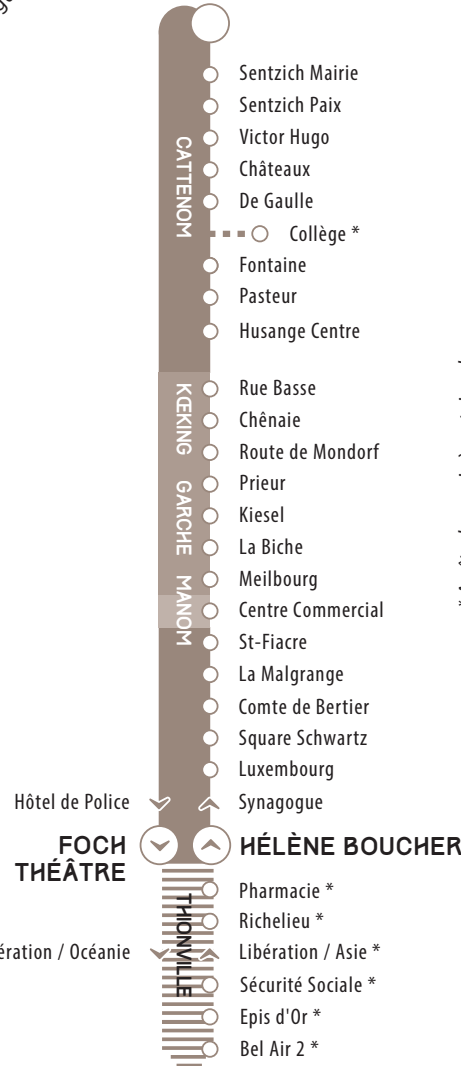 Sentzich Mairie
Sentzich Paix
Victor Hugo
Châteaux
De Gaulle
CATTENOM
Collège *
Fontaine
Pasteur
Husange Centre
Rue Basse
Chênaie
Route de Mondorf
KŒKING
Prieur
Kiesel
La Biche
GARCHE
Meilbourg
Centre Commercial
St-Fiacre
MANOM
La Malgrange
Comte de Bertier
Square Schwartz
Luxembourg
Hôtel de Police
Synagogue
FOCH
THÉÂTRE
HÉLÈNE BOUCHER
Pharmacie *
Richelieu *
THIONVILLE
ération / Océanie
Libération / Asie *
Sécurité Sociale *
Epis d'Or *
Bel Air 2 *